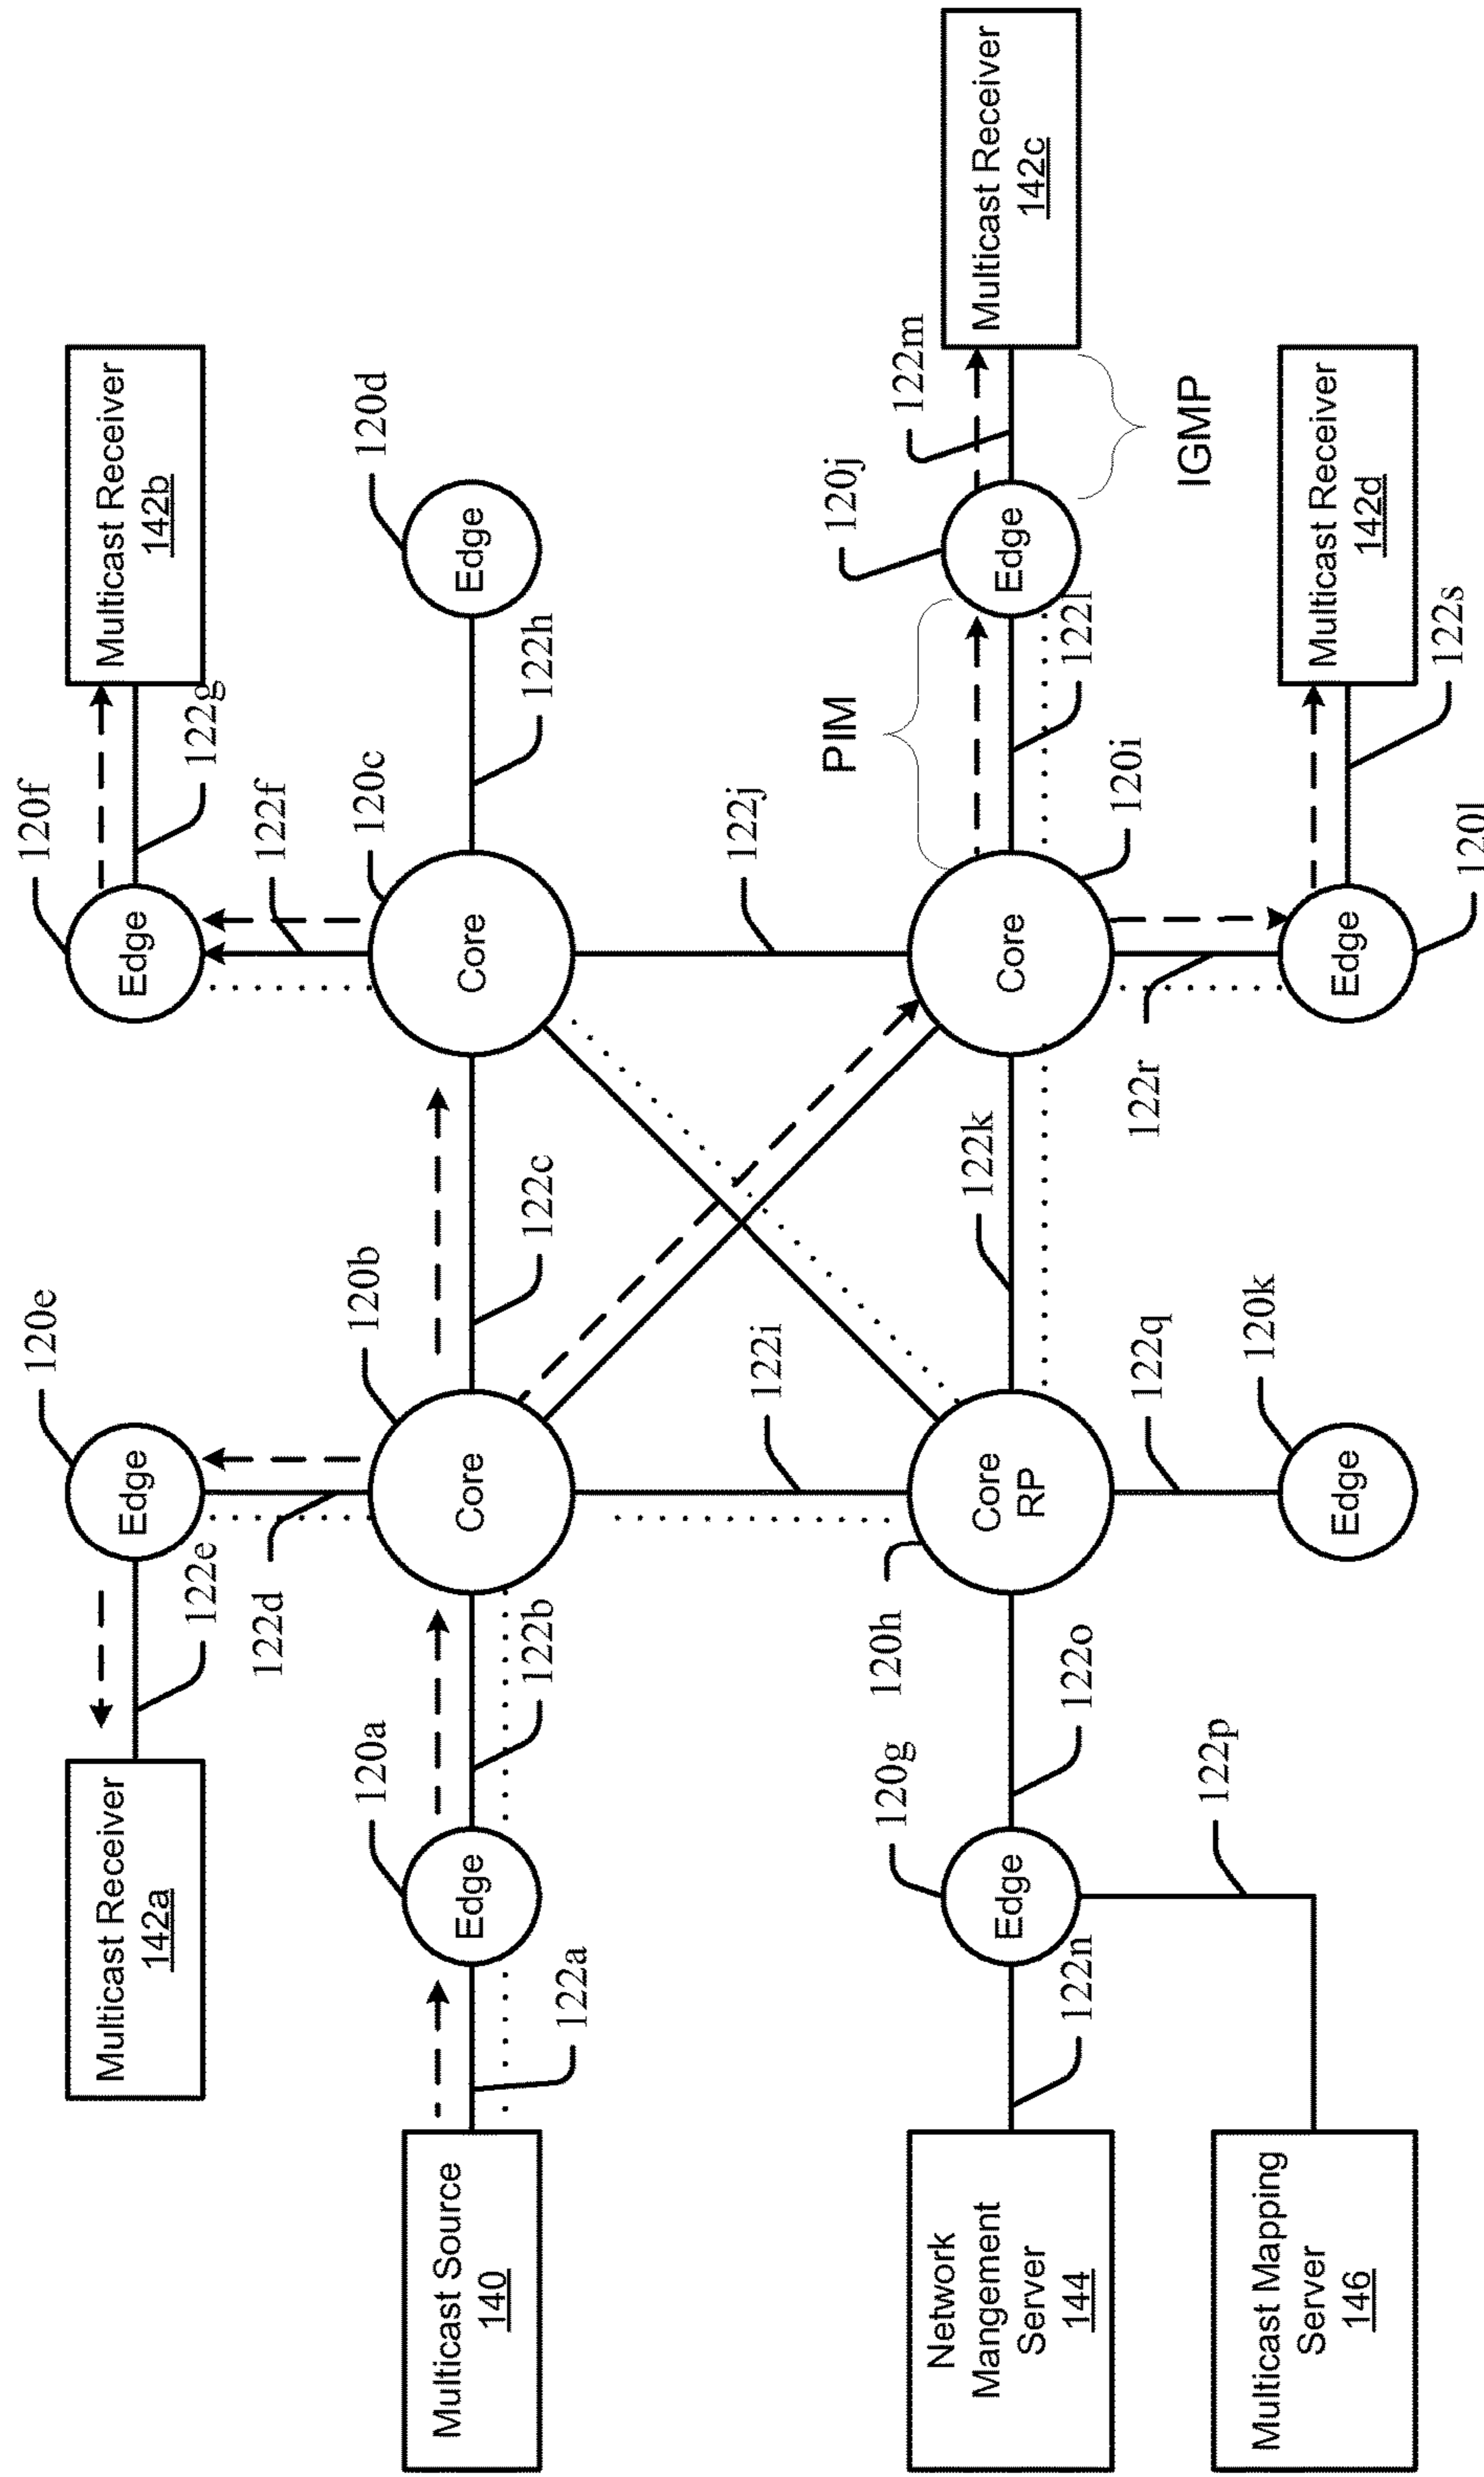 120e
120f
Multicast Receiver
142a
Edge
Edge
Multicast Receiver
142b
122e
122g
122d
122f
120a
120b
120c
120d
Multicast Source
140
Edge
Core
Core
Edge
122a
122b
122c
122h
122i
122j
PIM
120j
122m
120g
120h
122k
Network
Mangement
Server
144
Edge
Core
RP
Core
Edge
Multicast Receiver
142c
122n
122o
122l
120i
122r
122q
IGMP
122p
120k
Multicast Mapping
Server
146
Edge
Edge
Multicast Receiver
142d
122s
120l